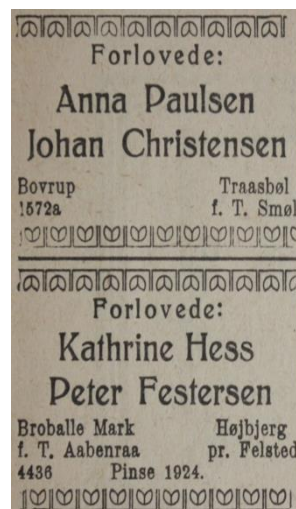 Forlovede:
Anna Paulsen
Johan Christensen
Bovrup Traasbøl
1572a f. T. Smøl
Forlovede:
Kathrine Hess
Peter Festersen
Broballe Mark Højbjerg
f. T. Aabenraa pr. Felsted
4436 Pinse 1924.